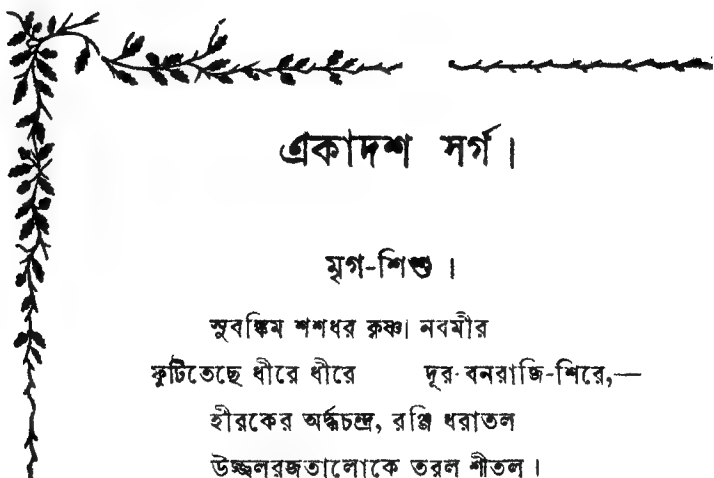 একাদশ সর্গ।
মৃগ-শিশু।
সুবঙ্কিম শশধর কৃষ্ণা নবমীর
ফুটিতেছে ধীরে ধীরে দূর-বনরাজি-শিরে,—
হীরকের অর্দ্ধচন্দ্র, রঞ্জি ধরাতল
উজ্জ্বলরজতালোকে তরল শীতল।